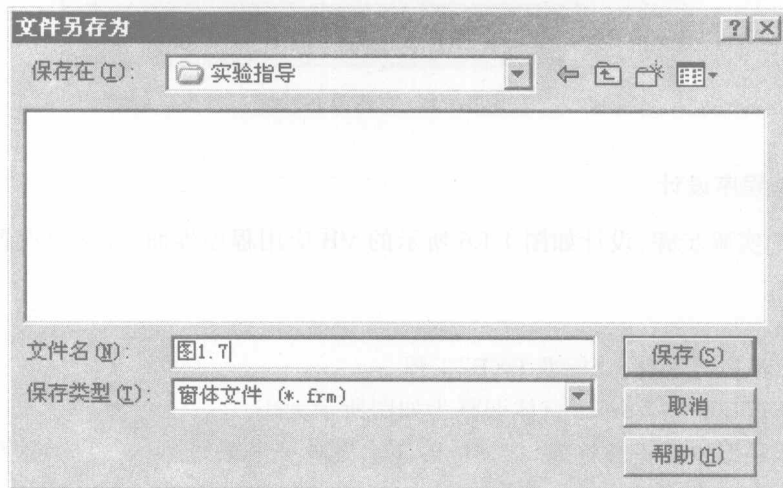 文件另存为
保存在(I): 实验指导
文件名(N): 图1.7
保存(S)
保存类型(T): 窗体文件 (*.frm)
取消
帮助(H)